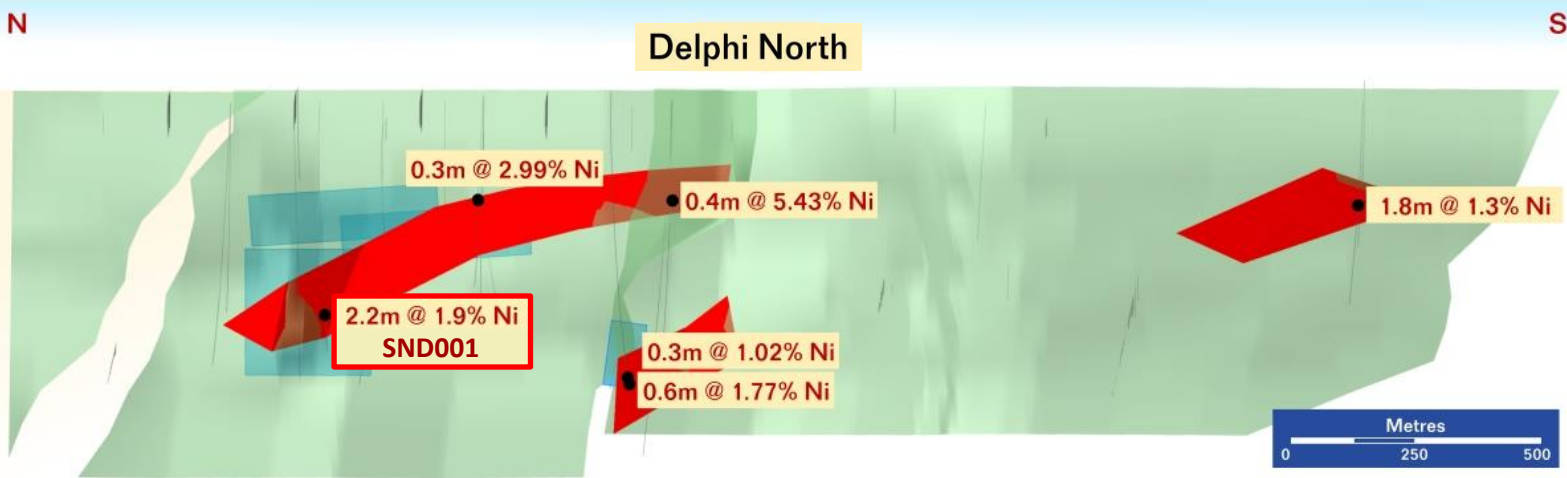 N
S
Delphi North
0.3m @ 2.99% Ni
0.4m @ 5.43% Ni
1.8m @ 1.3% Ni
2.2m @ 1.9% Ni
SND001
0.3m @ 1.02% Ni
0.6m @ 1.77% Ni
Metres
0 250 500